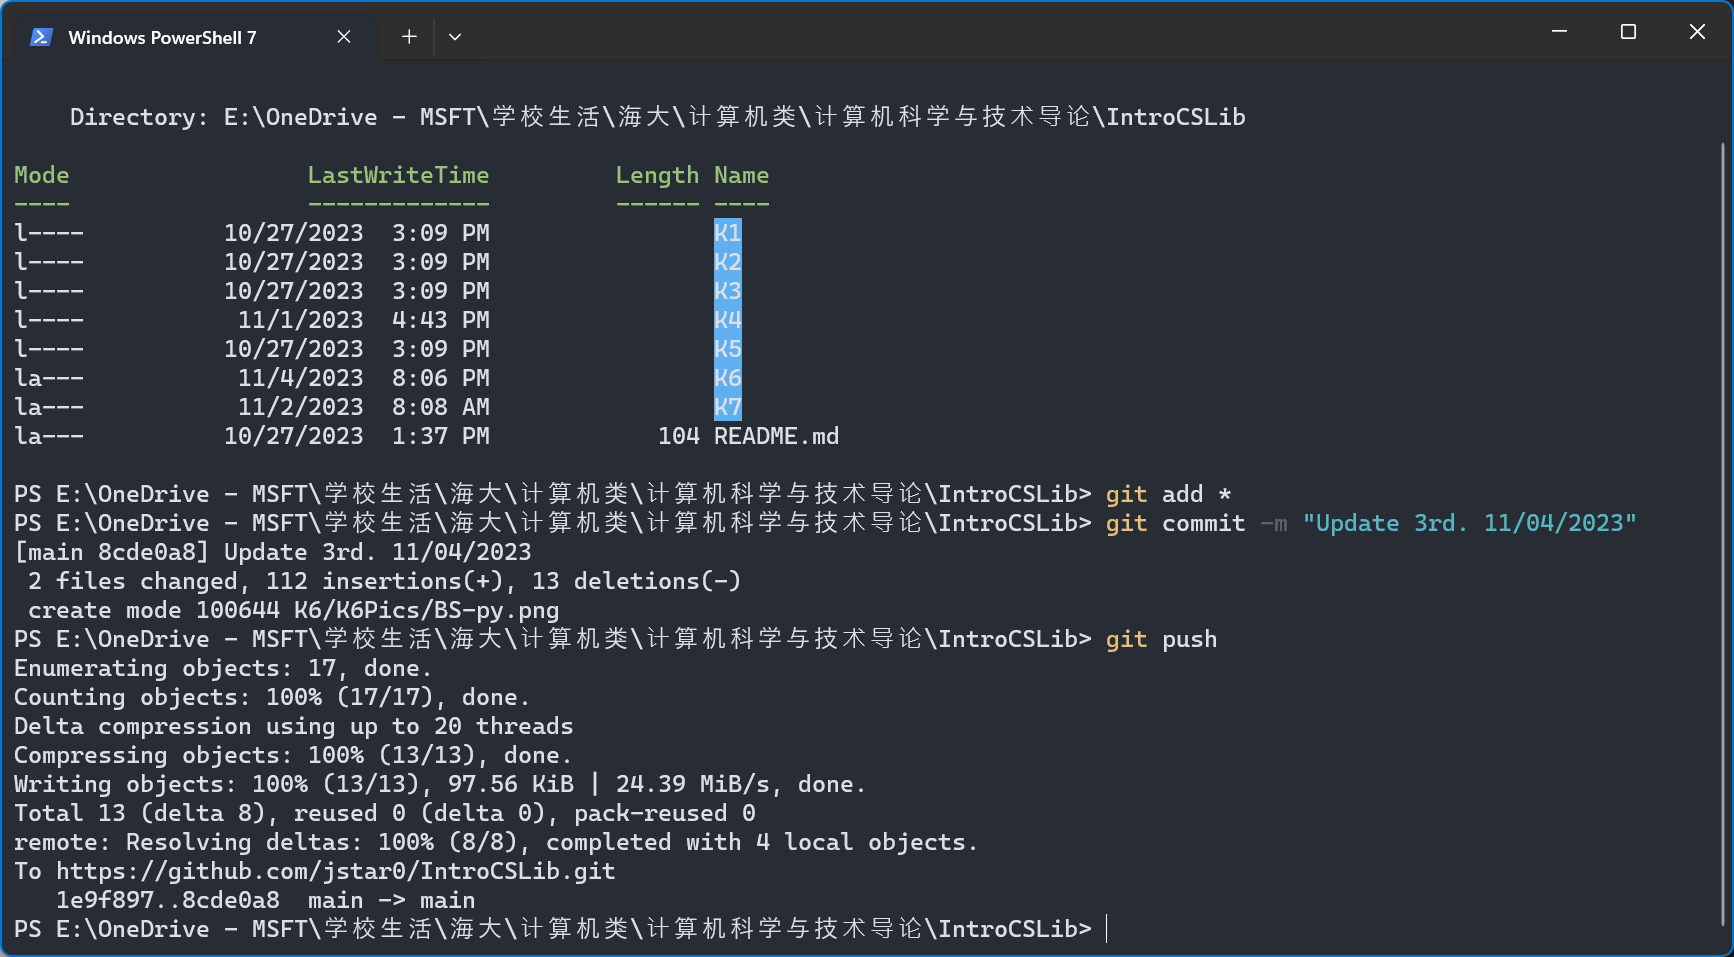 Windows PowerShell 7
Directory: E:\OneDrive - MSFT\学校生活\海大\计算机类\计算机科学与技术导论\IntroCSLib
Mode                 LastWriteTime         Length Name
----                 -------------         ------ ----
l----          10/27/2023  3:09 PM                K1
l----          10/27/2023  3:09 PM                K2
l----          10/27/2023  3:09 PM                K3
l----           11/1/2023  4:43 PM                K4
l----          10/27/2023  3:09 PM                K5
la---           11/4/2023  8:06 PM                K6
la---           11/2/2023  8:08 AM                K7
la---          10/27/2023  1:37 PM            104 README.md
PS E:\OneDrive - MSFT\学校生活\海大\计算机类\计算机科学与技术导论\IntroCSLib> git add *
PS E:\OneDrive - MSFT\学校生活\海大\计算机类\计算机科学与技术导论\IntroCSLib> git commit -m "Update 3rd. 11/04/2023"
[main 8cde0a8] Update 3rd. 11/04/2023
 2 files changed, 112 insertions(+), 13 deletions(-)
 create mode 100644 K6/K6Pics/BS-py.png
PS E:\OneDrive - MSFT\学校生活\海大\计算机类\计算机科学与技术导论\IntroCSLib> git push
Enumerating objects: 17, done.
Counting objects: 100% (17/17), done.
Delta compression using up to 20 threads
Compressing objects: 100% (13/13), done.
Writing objects: 100% (13/13), 97.56 KiB | 24.39 MiB/s, done.
Total 13 (delta 8), reused 0 (delta 0), pack-reused 0
remote: Resolving deltas: 100% (8/8), completed with 4 local objects.
To https://github.com/jstar0/IntroCSLib.git
   1e9f897..8cde0a8  main -> main
PS E:\OneDrive - MSFT\学校生活\海大\计算机类\计算机科学与技术导论\IntroCSLib>